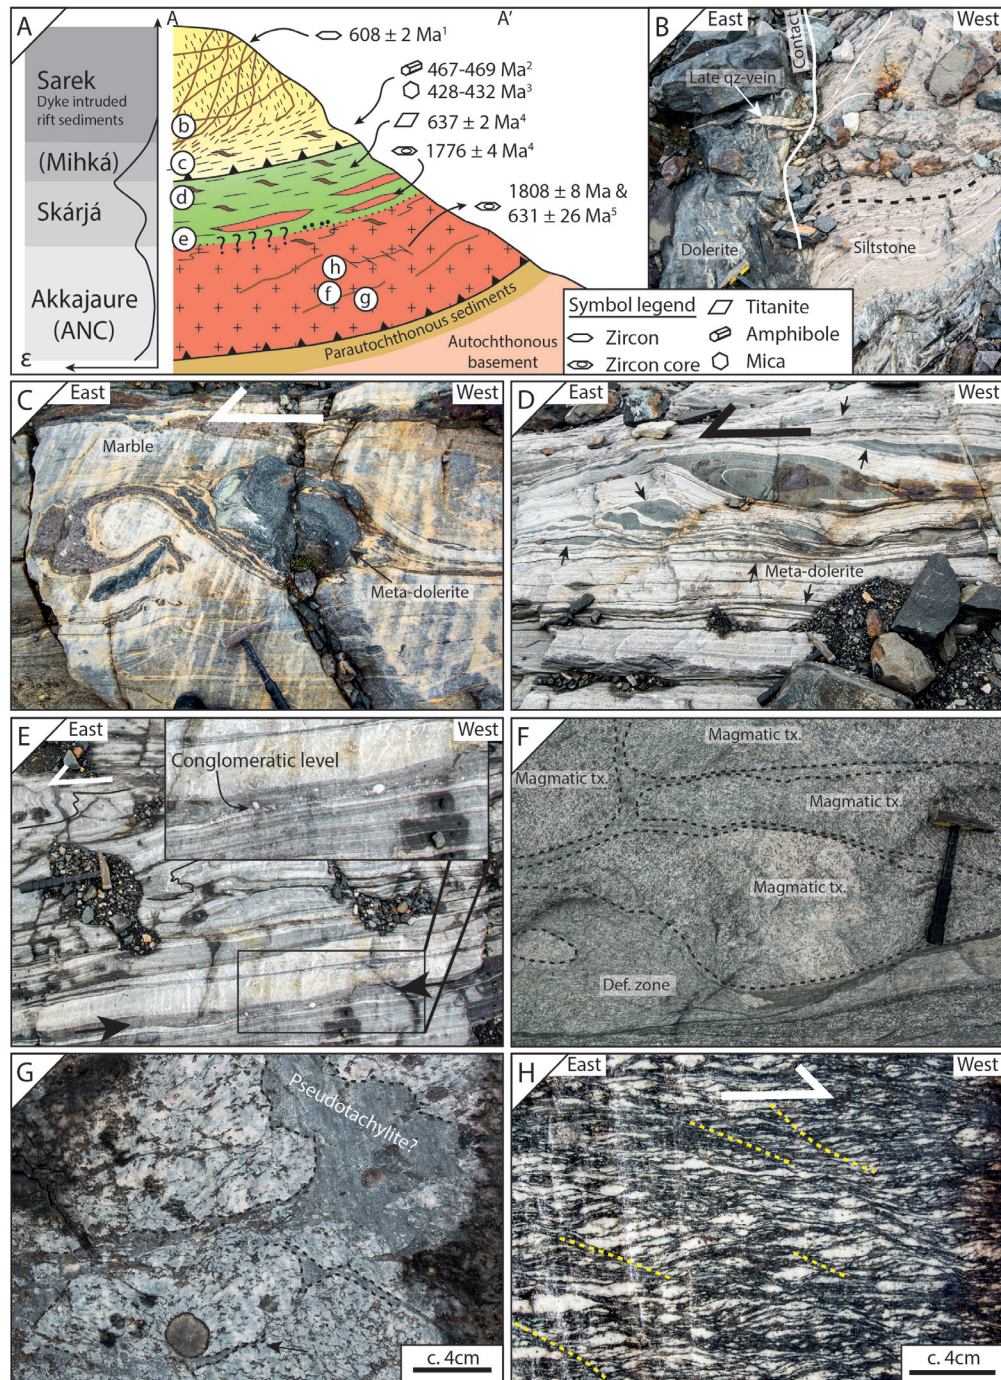 A
A
A'
Sarek
Dyke intruded
rift sediments
(Mihká)
Skárjá
Akkajaure
(ANC)
ε
b
c
d
e
h
f
g
? ? ? ?
608 ± 2 Ma¹
467-469 Ma²
428-432 Ma³
637 ± 2 Ma⁴
1776 ± 4 Ma⁴
1808 ± 8 Ma &
631 ± 26 Ma⁵
Parautochthonous sediments
Autochthonous
basement
Symbol legend
Zircon
Zircon core
Titanite
Amphibole
Mica
B
East
West
Contact
Late qz-vein
Dolerite
Siltstone
C
East
West
Marble
Meta-dolerite
D
East
West
Meta-dolerite
E
East
West
Conglomeratic level
F
Magmatic tx.
Magmatic tx.
Magmatic tx.
Magmatic tx.
Def. zone
G
Pseudotachylite?
c. 4cm
H
East
West
c. 4cm